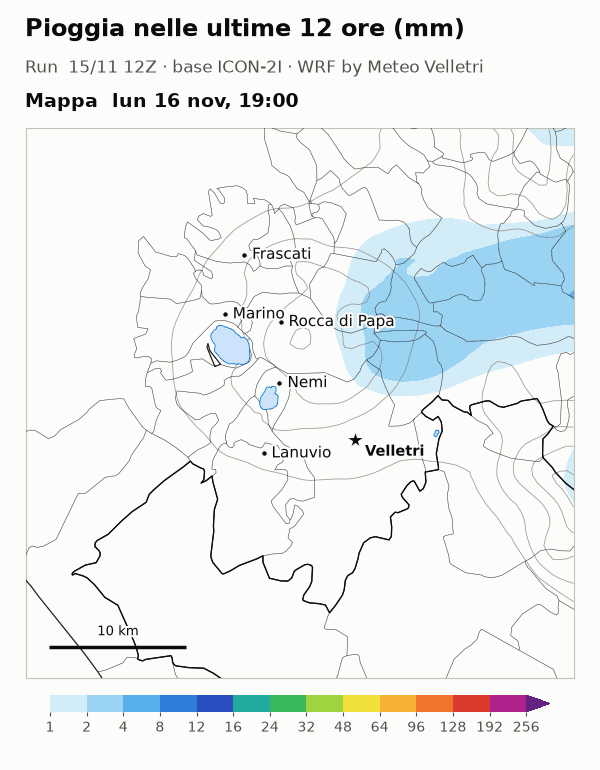 Pioggia nelle ultime 12 ore (mm)
Run  15/11 12Z · base ICON-2I · WRF by Meteo Velletri
Mappa  lun 16 nov, 19:00
Frascati
Marino
Rocca di Papa
Nemi
Velletri
Lanuvio
10 km
1 2 4 8 12 16 24 32 48 64 96 128 192 256